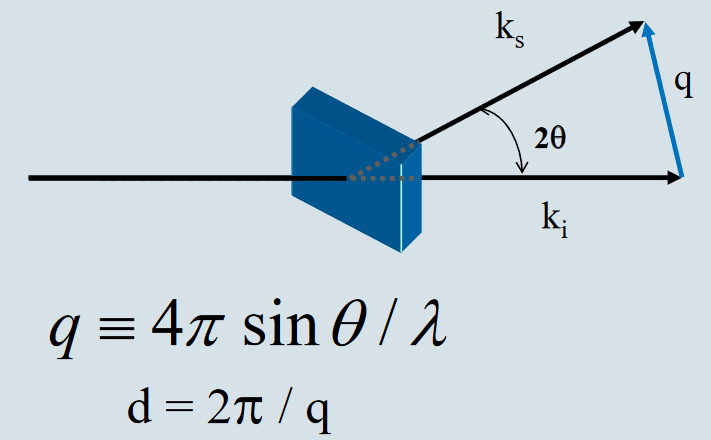 kₛ
q
2θ
kᵢ
q ≡ 4π sin θ / λ
d = 2π / q